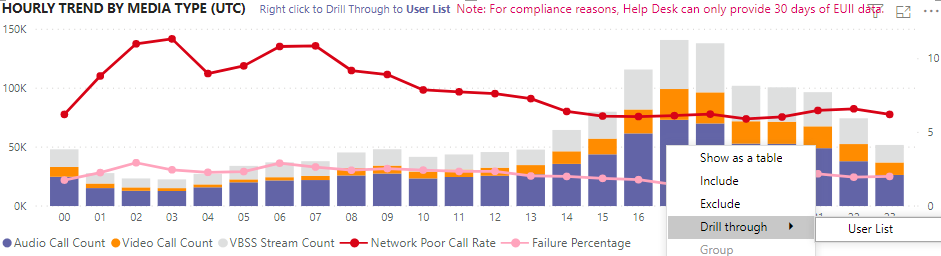 HOURLY TREND BY MEDIA TYPE (UTC) Right click to Drill Through to User List Note: For compliance reasons, Help Desk can only provide 30 days of EUII data.
150K
10
100K
Show as a table
50K 5
Include
Exclude
0K 0
00 01 02 03 04 05 06 07 08 09 10 11 12 13 14 15 16
Drill through User List
Audio Call Count Video Call Count VBSS Stream Count Network Poor Call Rate Failure Percentage
Group